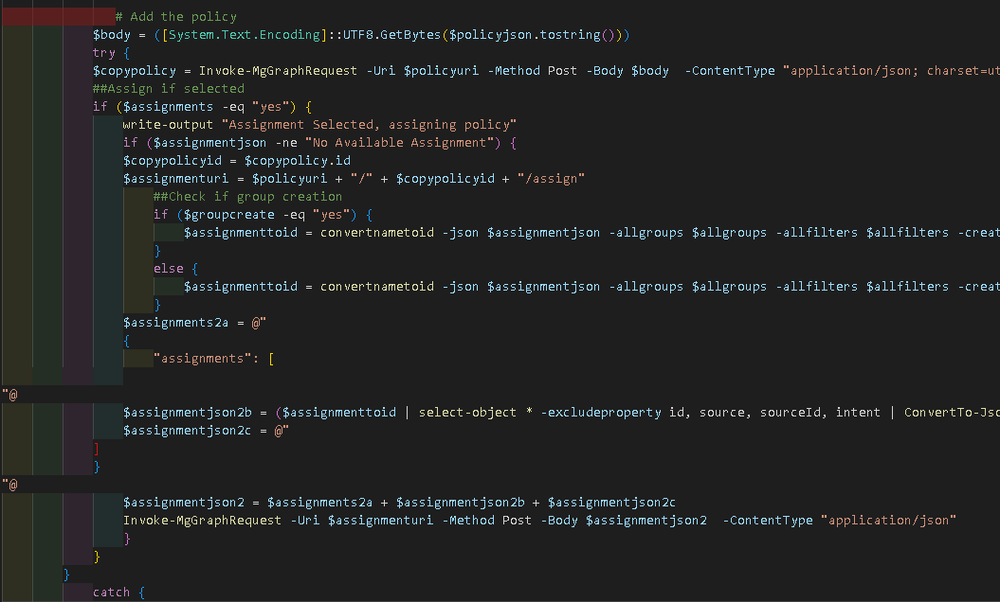 # Add the policy
$body = ([System.Text.Encoding]::UTF8.GetBytes($policyjson.tostring()))
try {
$copypolicy = Invoke-MgGraphRequest -Uri $policyuri -Method Post -Body $body  -ContentType "application/json; charset=ut
##Assign if selected
if ($assignments -eq "yes") {
write-output "Assignment Selected, assigning policy"
if ($assignmentjson -ne "No Available Assignment") {
$copypolicyid = $copypolicy.id
$assignmenturi = $policyuri + "/" + $copypolicyid + "/assign"
##Check if group creation
if ($groupcreate -eq "yes") {
$assignmenttoid = convertnametoid -json $assignmentjson -allgroups $allgroups -allfilters $allfilters -creat
}
else {
$assignmenttoid = convertnametoid -json $assignmentjson -allgroups $allgroups -allfilters $allfilters -creat
}
$assignments2a = @"
{
"assignments": [
"@
$assignmentjson2b = ($assignmenttoid | select-object * -excludeproperty id, source, sourceId, intent | ConvertTo-Jso
$assignmentjson2c = @"
]
}
"@
$assignmentjson2 = $assignments2a + $assignmentjson2b + $assignmentjson2c
Invoke-MgGraphRequest -Uri $assignmenturi -Method Post -Body $assignmentjson2  -ContentType "application/json"
}
}
}
catch {